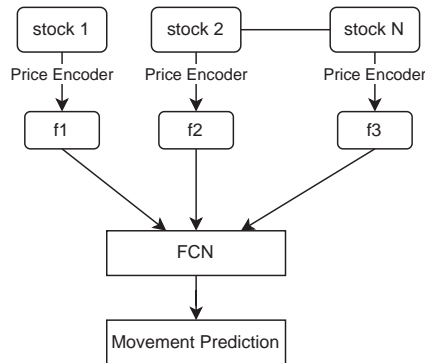 stock 1 stock 2 stock N
Price Encoder Price Encoder Price Encoder
f1 f2 f3
FCN
Movement Prediction